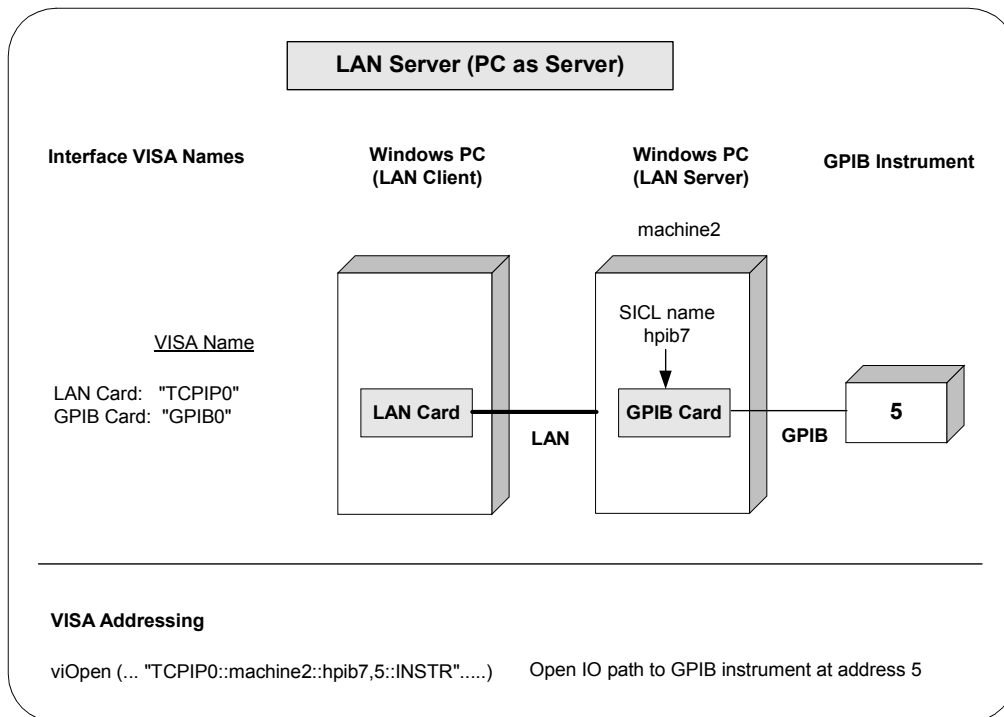 LAN Server (PC as Server)
Interface VISA Names
Windows PC
(LAN Client)
Windows PC
(LAN Server)
GPIB Instrument
machine2
SICL name
hpib7
VISA Name
LAN Card: "TCPIP0"
GPIB Card: "GPIB0"
LAN Card
LAN
GPIB Card
GPIB
5
VISA Addressing
viOpen (... "TCPIP0::machine2::hpib7,5::INSTR".....) Open IO path to GPIB instrument at address 5